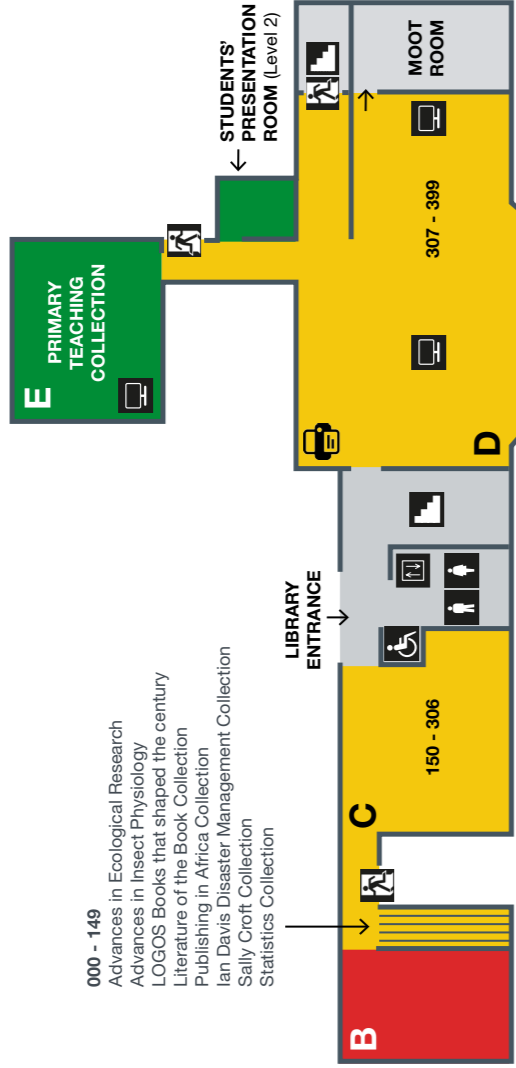 000 - 149
Advances in Ecological Research
Advances in Insect Physiology
LOGOS Books that shaped the century
Literature of the Book Collection
Publishing in Africa Collection
Ian Davis Disaster Management Collection
Sally Croft Collection
Statistics Collection
B
C
150 - 306
LIBRARY
ENTRANCE
E
PRIMARY
TEACHING
COLLECTION
STUDENTS'
PRESENTATION
ROOM (Level 2)
D
307 - 399
MOOT
ROOM